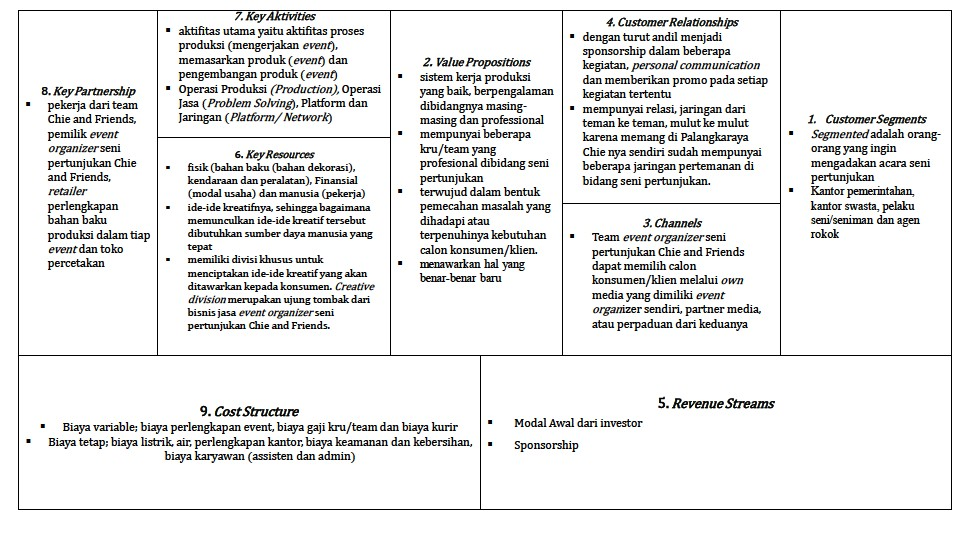 8. Key Partnership
▪ pekerja dari team
Chie and Friends,
pemilik event
organizer seni
pertunjukan Chie
and Friends,
retailer
perlengkapan
bahan baku
produksi dalam tiap
event dan toko
percetakan
7. Key Aktivities
▪ aktifitas utama yaitu aktifitas proses
produksi (mengerjakan event),
memasarkan produk (event) dan
pengembangan produk (event)
▪ Operasi Produksi (Production), Operasi
Jasa (Problem Solving), Platform dan
Jaringan (Platform/ Network)
6. Key Resources
▪ fisik (bahan baku (bahan dekorasi),
kendaraan dan peralatan), Finansial
(modal usaha) dan manusia (pekerja)
▪ ide-ide kreatifnya, sehingga bagaimana
memunculkan ide-ide kreatif tersebut
dibutuhkan sumber daya manusia yang
tepat
▪ memiliki divisi khusus untuk
menciptakan ide-ide kreatif yang akan
ditawarkan kepada konsumen. Creative
division merupakan ujung tombak dari
bisnis jasa event organizer seni
pertunjukan Chie and Friends.
2. Value Propositions
▪ sistem kerja produksi
yang baik, berpengalaman
dibidangnya masing-
masing dan professional
▪ mempunyai beberapa
kru/team yang
profesional dibidang seni
pertunjukan
▪ terwujud dalam bentuk
pemecahan masalah yang
dihadapi atau
terpenuhinya kebutuhan
calon konsumen/klien.
▪ menawarkan hal yang
benar-benar baru
4. Customer Relationships
▪ dengan turut andil menjadi
sponsorship dalam beberapa
kegiatan, personal communication
dan memberikan promo pada setiap
kegiatan tertentu
▪ mempunyai relasi, jaringan dari
teman ke teman, mulut ke mulut
karena memang di Palangkaraya
Chie nya sendiri sudah mempunyai
beberapa jaringan pertemanan di
bidang seni pertunjukan.
3. Channels
▪ Team event organizer seni
pertunjukan Chie and Friends
dapat memilih calon
konsumen/klien melalui own
media yang dimiliki event
organizer sendiri, partner media,
atau perpaduan dari keduanya
1. Customer Segments
▪ Segmented adalah orang-
orang yang ingin
mengadakan acara seni
pertunjukan
▪ Kantor pemerintahan,
kantor swasta, pelaku
seni/seniman dan agen
rokok
9. Cost Structure
▪ Biaya variable; biaya perlengkapan event, biaya gaji kru/team dan biaya kurir
▪ Biaya tetap; biaya listrik, air, perlengkapan kantor, biaya keamanan dan kebersihan,
biaya karyawan (assisten dan admin)
5. Revenue Streams
▪ Modal Awal dari investor
▪ Sponsorship